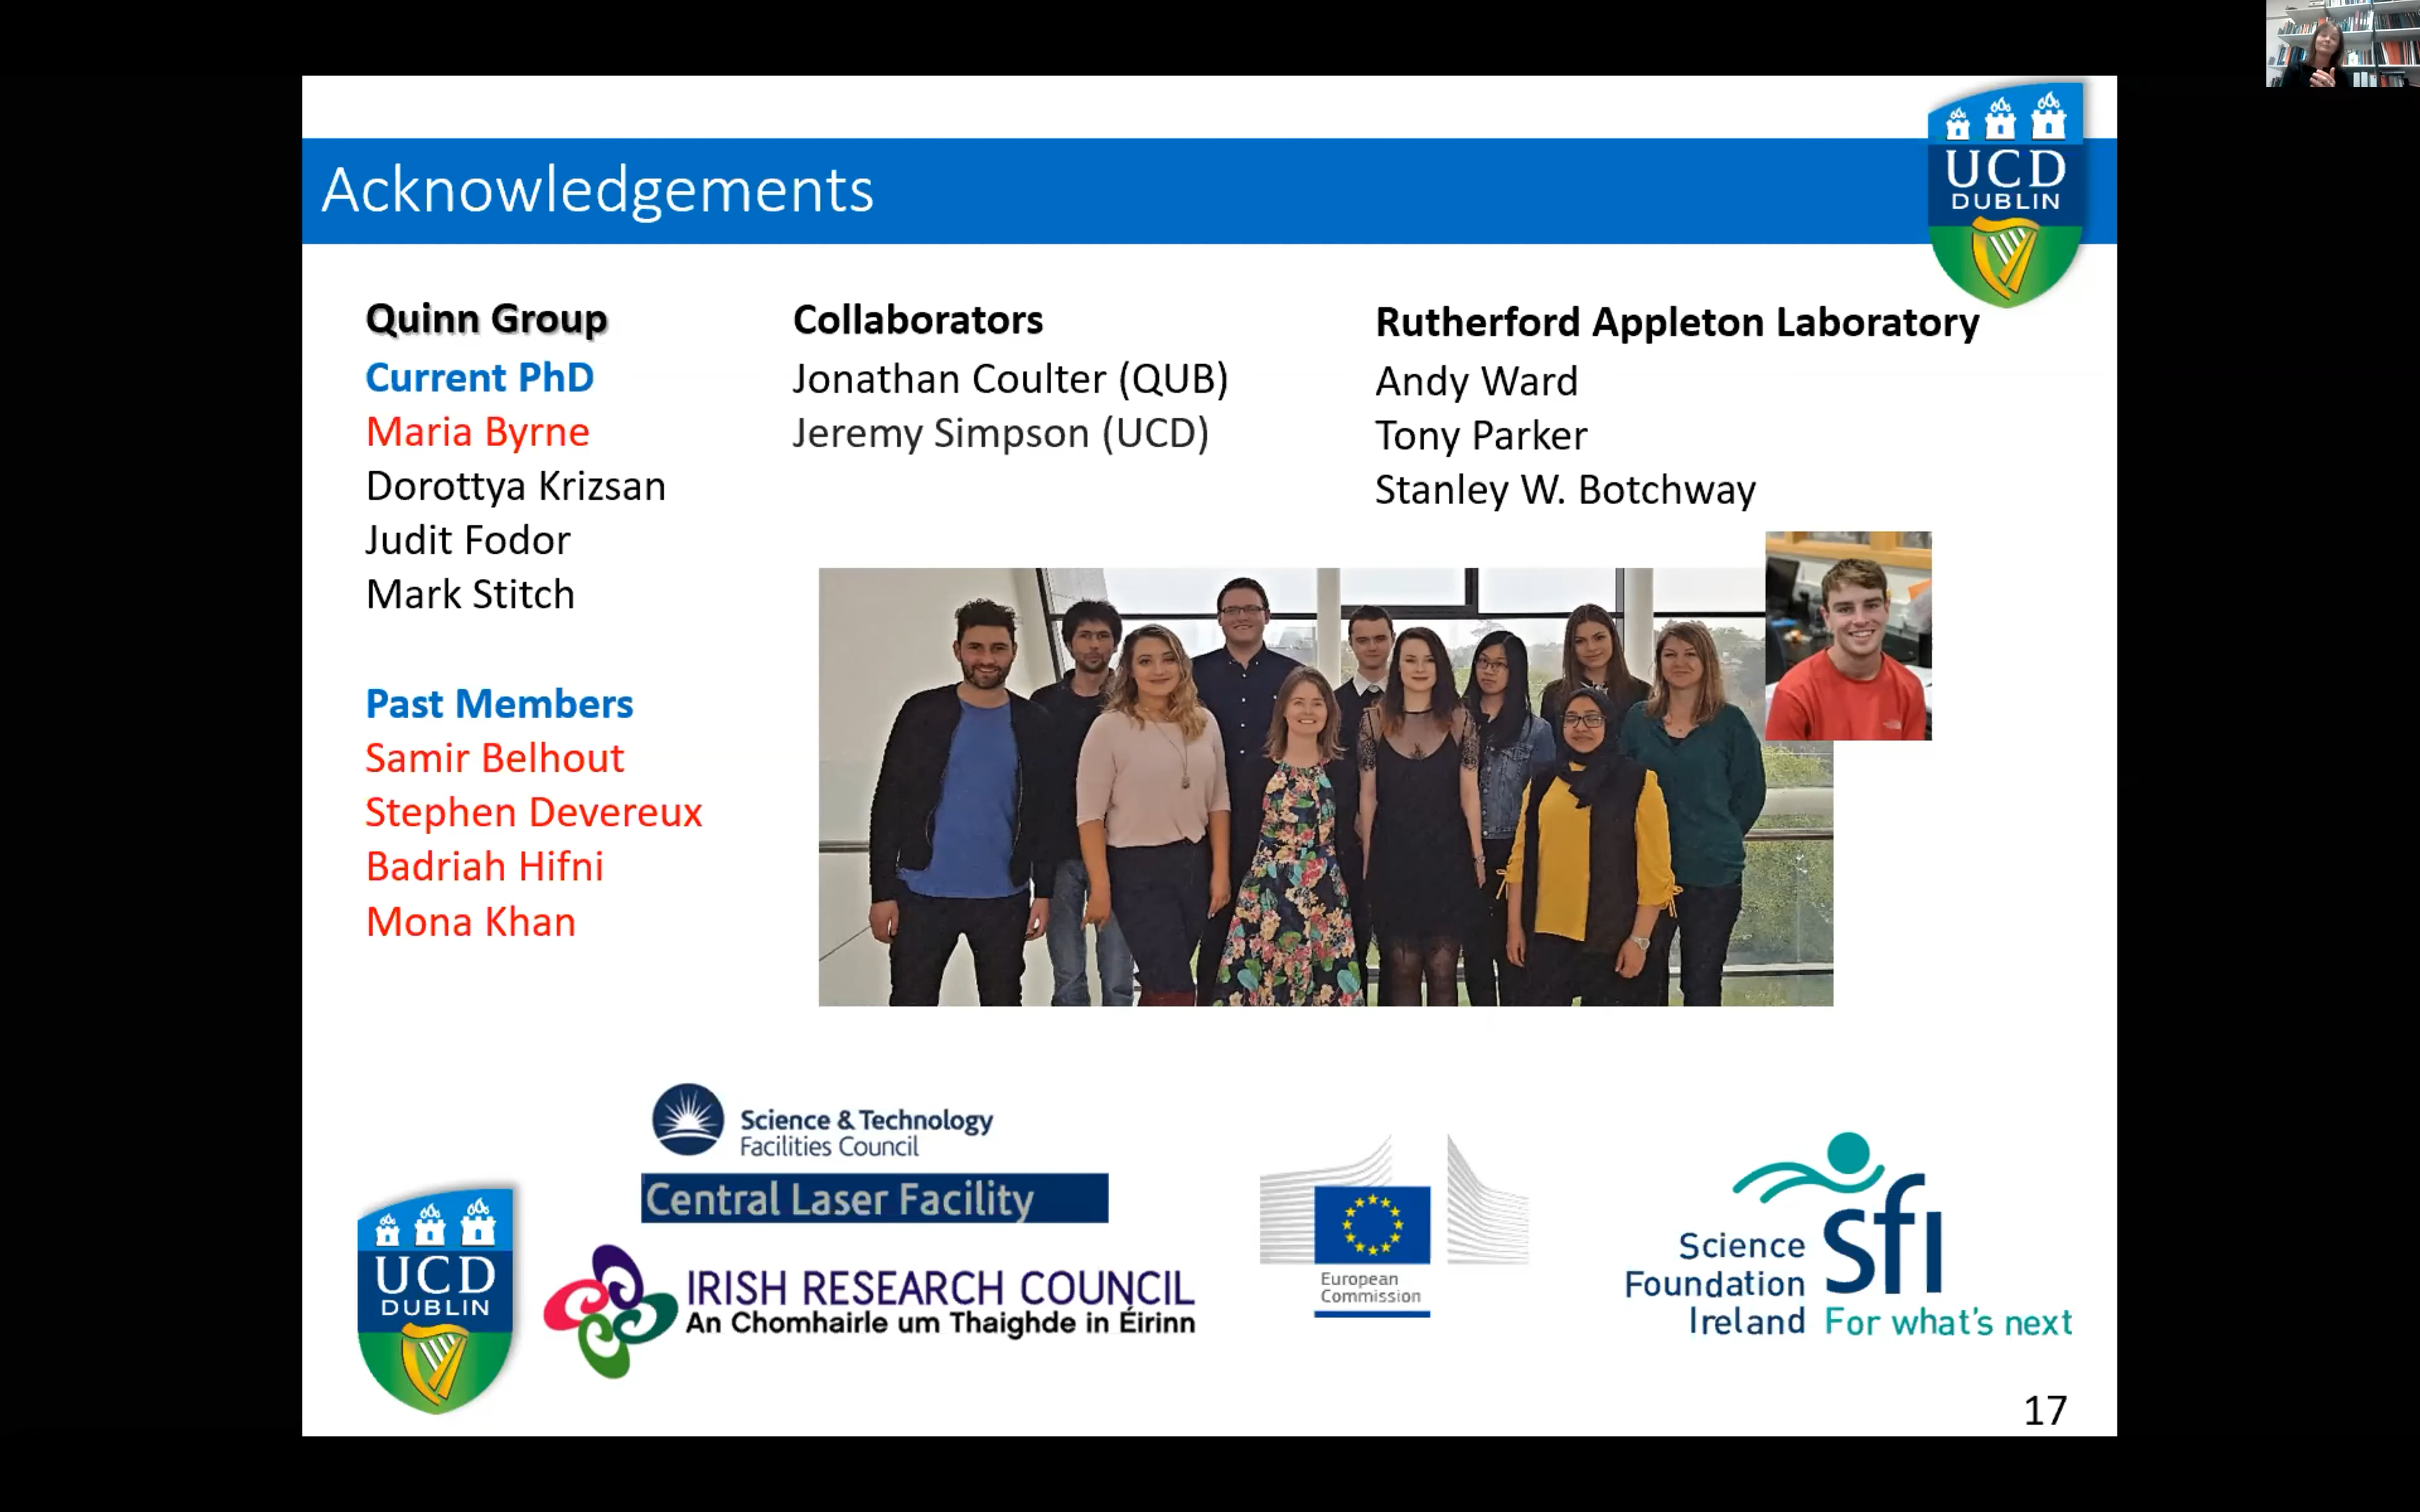 Acknowledgements
UCD
DUBLIN
Quinn Group
Current PhD
Maria Byrne
Dorottya Krizsan
Judit Fodor
Mark Stitch
Past Members
Samir Belhout
Stephen Devereux
Badriah Hifni
Mona Khan
Collaborators
Jonathan Coulter (QUB)
Jeremy Simpson (UCD)
Rutherford Appleton Laboratory
Andy Ward
Tony Parker
Stanley W. Botchway
UCD
DUBLIN
Science & Technology
Facilities Council
Central Laser Facility
IRISH RESEARCH COUNCIL
An Chomhairle um Thaighde in Éirinn
European
Commission
Science
Foundation
Ireland
sfi
For what's next
17